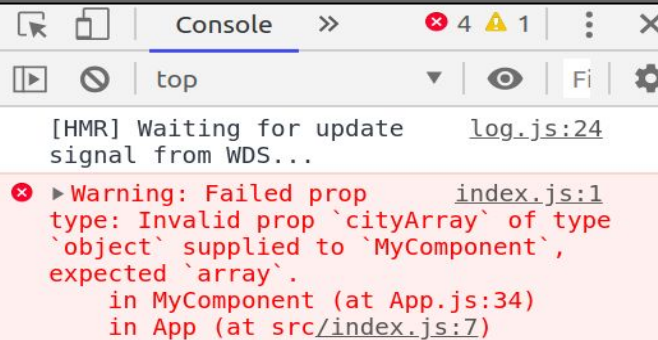 Console » 4 1
top Fi
[HMR] Waiting for update log.js:24
signal from WDS...
Warning: Failed prop index.js:1
type: Invalid prop `cityArray` of type
`object` supplied to `MyComponent`,
expected `array`.
in MyComponent (at App.js:34)
in App (at src/index.js:7)